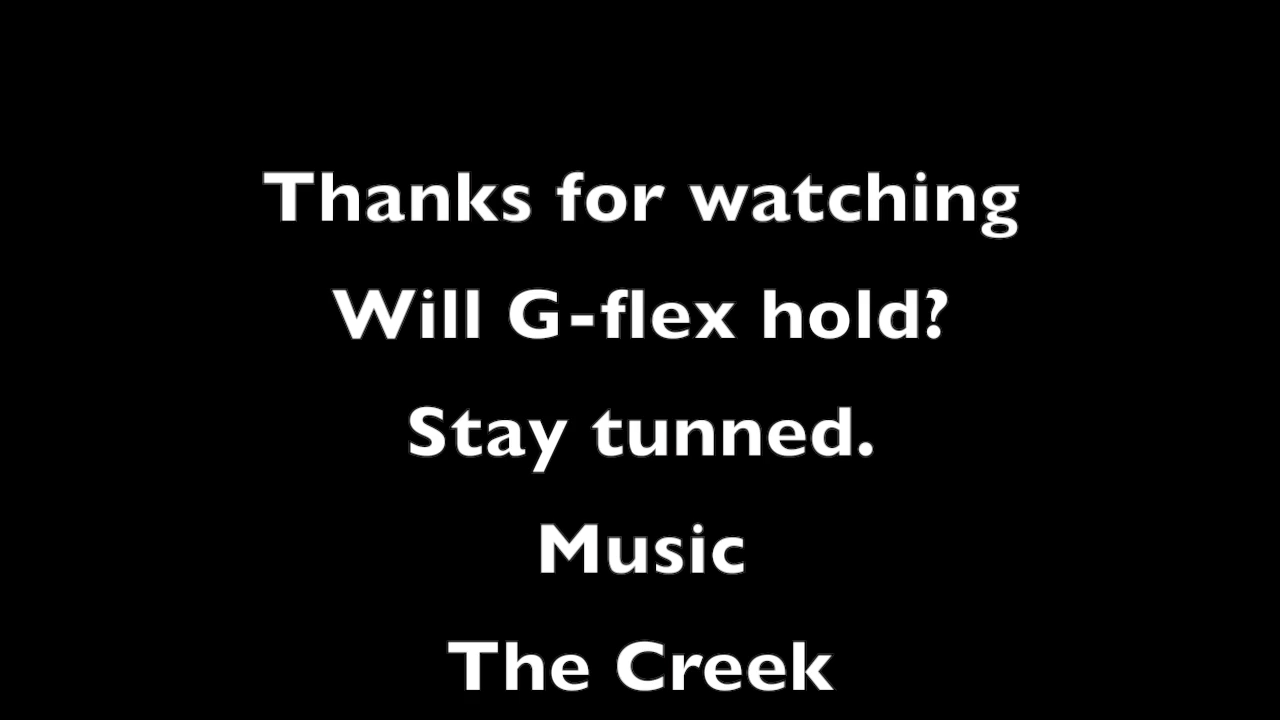 Thanks for watching
Will G-flex hold?
Stay tunned.
Music
The Creek